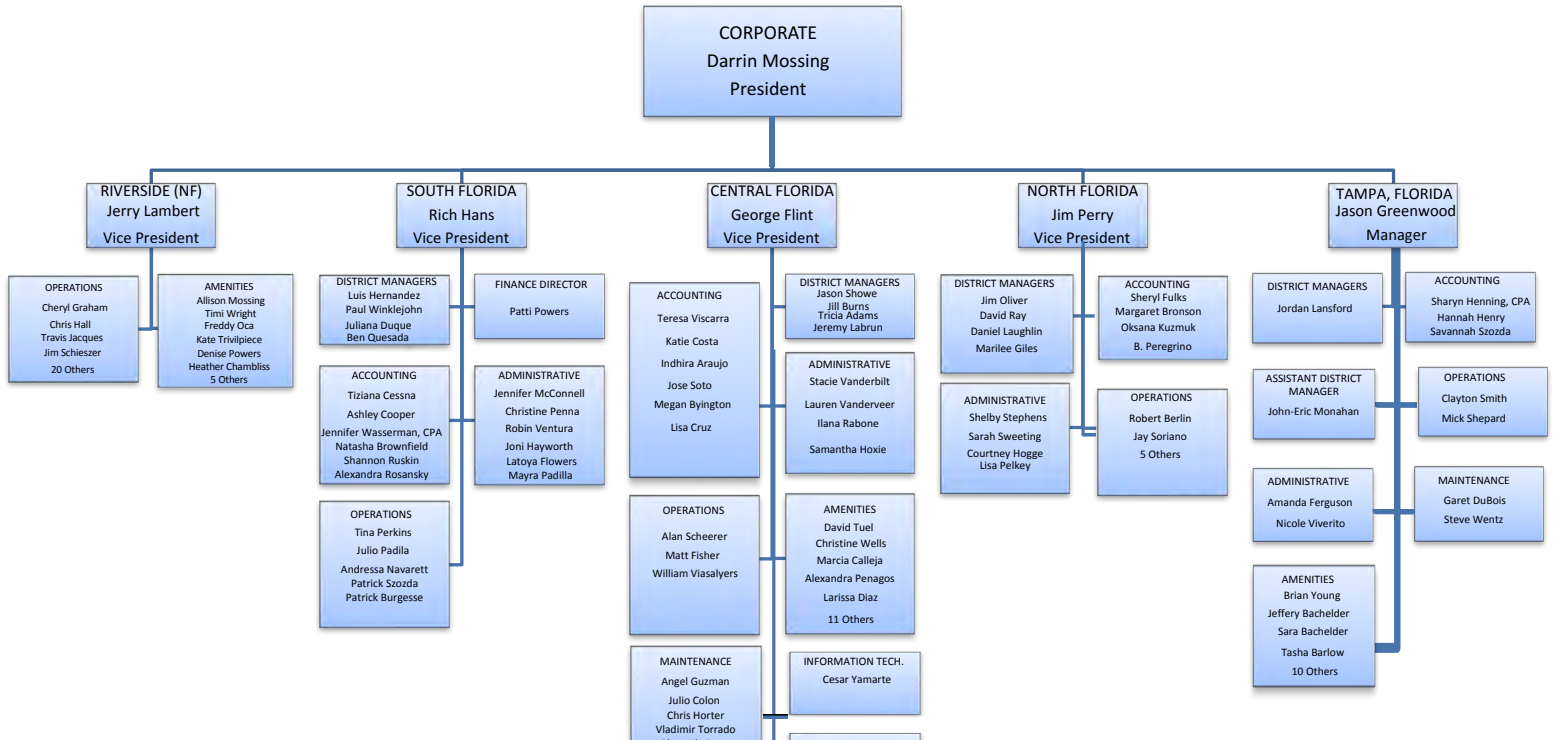 CORPORATE
Darrin Mossing
President
RIVERSIDE (NF)
Jerry Lambert
Vice President
OPERATIONS
Cheryl Graham
Chris Hall
Travis Jacques
Jim Schieszer
20 Others
AMENITIES
Allison Mossing
Timi Wright
Freddy Oca
Kate Trivilpiece
Denise Powers
Heather Chambliss
5 Others
SOUTH FLORIDA
Rich Hans
Vice President
DISTRICT MANAGERS
Luis Hernandez
Paul Winklejohn
Juliana Duque
Ben Quesada
FINANCE DIRECTOR
Patti Powers
ACCOUNTING
Tiziana Cessna
Ashley Cooper
Jennifer Wasserman, CPA
Natasha Brownfield
Shannon Ruskin
Alexandra Rosansky
ADMINISTRATIVE
Jennifer McConnell
Christine Penna
Robin Ventura
Joni Hayworth
Latoya Flowers
Mayra Padilla
OPERATIONS
Tina Perkins
Julio Padila
Andressa Navarett
Patrick Szozda
Patrick Burgesse
CENTRAL FLORIDA
George Flint
Vice President
ACCOUNTING
Teresa Viscarra
Katie Costa
Indhira Araujo
Jose Soto
Megan Byington
Lisa Cruz
DISTRICT MANAGERS
Jason Showe
Jill Burns
Tricia Adams
Jeremy Labrun
ADMINISTRATIVE
Stacie Vanderbilt
Lauren Vanderveer
Ilana Rabone
Samantha Hoxie
OPERATIONS
Alan Scheerer
Matt Fisher
William Viasalyers
AMENITIES
David Tuel
Christine Wells
Marcia Calleja
Alexandra Penagos
Larissa Diaz
11 Others
MAINTENANCE
Angel Guzman
Julio Colon
Chris Horter
Vladimir Torrado
INFORMATION TECH.
Cesar Yamarte
NORTH FLORIDA
Jim Perry
Vice President
DISTRICT MANAGERS
Jim Oliver
David Ray
Daniel Laughlin
Marilee Giles
ACCOUNTING
Sheryl Fulks
Margaret Bronson
Oksana Kuzmuk
B. Peregrino
ADMINISTRATIVE
Shelby Stephens
Sarah Sweeting
Courtney Hogge
Lisa Pelkey
OPERATIONS
Robert Berlin
Jay Soriano
5 Others
TAMPA, FLORIDA
Jason Greenwood
Manager
DISTRICT MANAGERS
Jordan Lansford
ACCOUNTING
Sharyn Henning, CPA
Hannah Henry
Savannah Szozda
ASSISTANT DISTRICT
MANAGER
John-Eric Monahan
OPERATIONS
Clayton Smith
Mick Shepard
ADMINISTRATIVE
Amanda Ferguson
Nicole Viverito
MAINTENANCE
Garet DuBois
Steve Wentz
AMENITIES
Brian Young
Jeffery Bachelder
Sara Bachelder
Tasha Barlow
10 Others